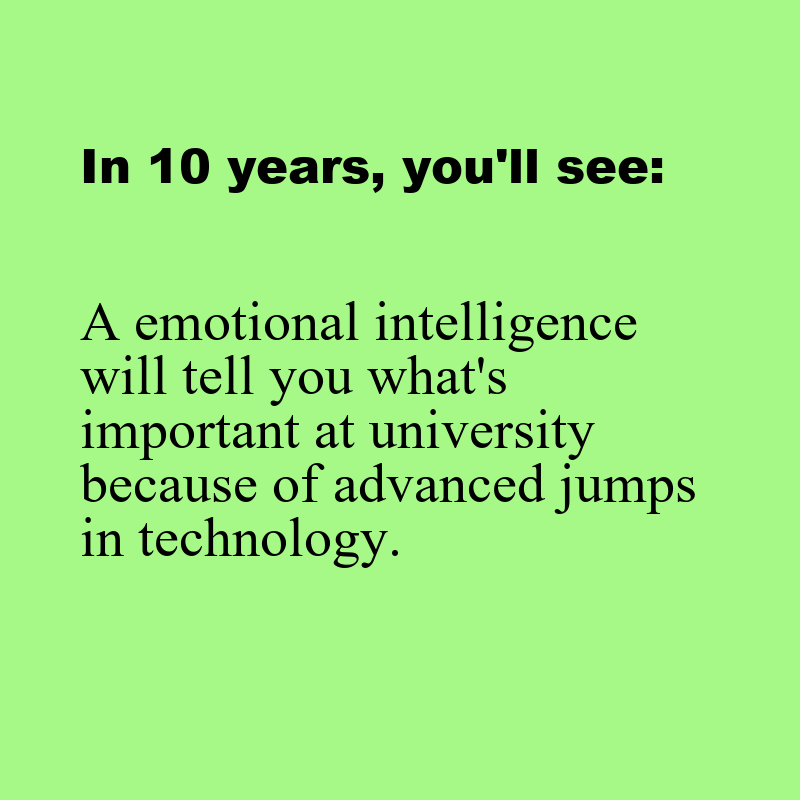 In 10 years, you'll see:
A emotional intelligence
will tell you what's
important at university
because of advanced jumps
in technology.